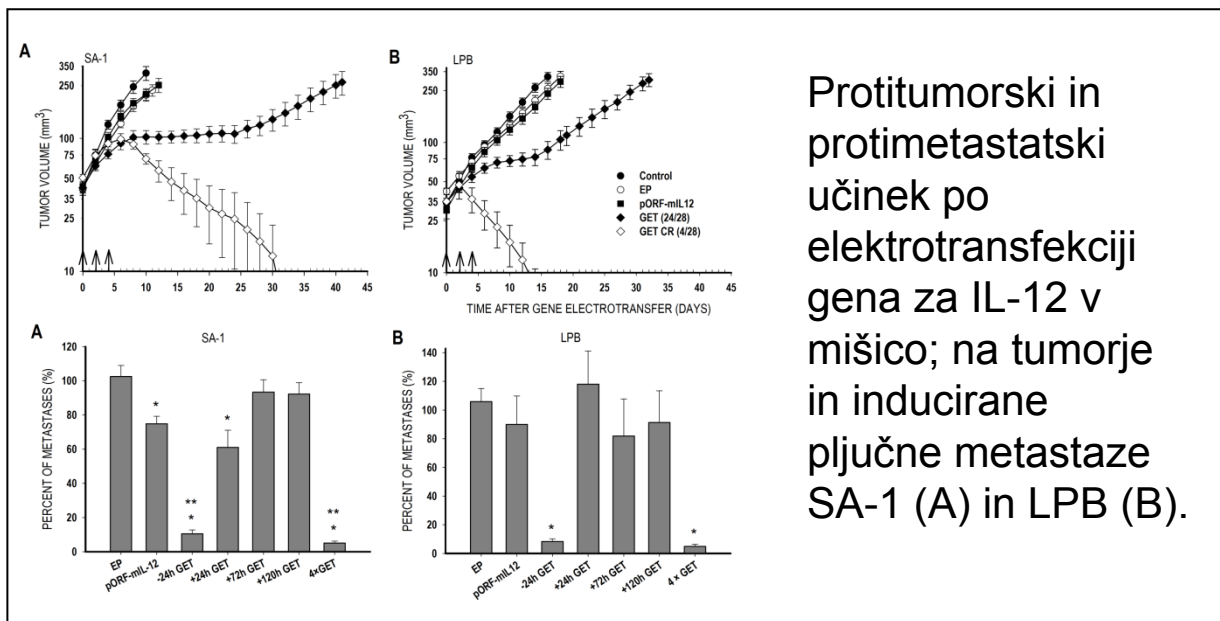 A
SA-1
TUMOR VOLUME (mm³)
350
250
100
75
50
35
25
10
0 5 10 15 20 25 30 35 40 45
B
LPB
TUMOR VOLUME (mm³)
350
250
100
75
50
35
25
10
Control
EP
pORF-mIL12
GET (24/28)
GET CR (4/28)
0 5 10 15 20 25 30 35 40 45
TIME AFTER GENE ELECTROTRANSFER (DAYS)
A
SA-1
PERCENT OF METASTASES (%)
120
100
80
60
40
20
0
*
**
*
*
**
*
EP pORF-mIL-12 -24h GET +24h GET +72h GET +120h GET 4×GET
B
LPB
PERCENT OF METASTASES (%)
140
120
100
80
60
40
20
0
*
*
EP pORF-mIL12 -24h GET +24h GET +72h GET +120h GET 4 × GET
Protitumorski in
protimetastatski
učinek po
elektrotransfekciji
gena za IL-12 v
mišico; na tumorje
in inducirane
pljučne metastaze
SA-1 (A) in LPB (B).